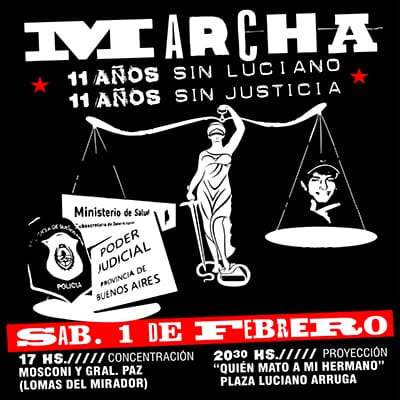 MARCHA
11 AÑOS SIN LUCIANO
11 AÑOS SIN JUSTICIA
Ministerio de Salud
PODER
JUDICIAL
PROVINCIA DE
BUENOS AIRES
POLICIA
SAB. 1 DE FEBRERO
17 HS.////// CONCENTRACIÓN
MOSCONI Y GRAL. PAZ
(LOMAS DEL MIRADOR)
2030 HS.////// PROYECCIÓN
"QUIÉN MATO A MI HERMANO"
PLAZA LUCIANO ARRUGA